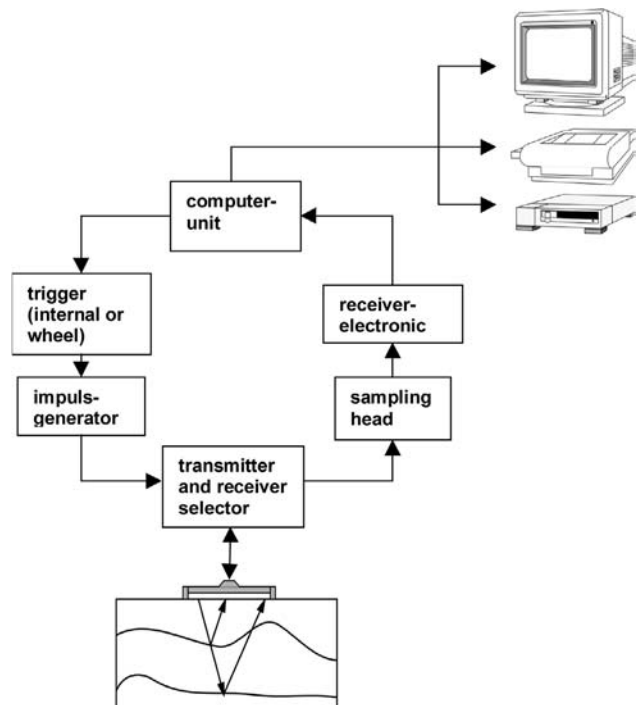 computer-
unit
trigger
(internal or
wheel)
receiver-
electronic
impuls-
generator
sampling
head
transmitter
and receiver
selector